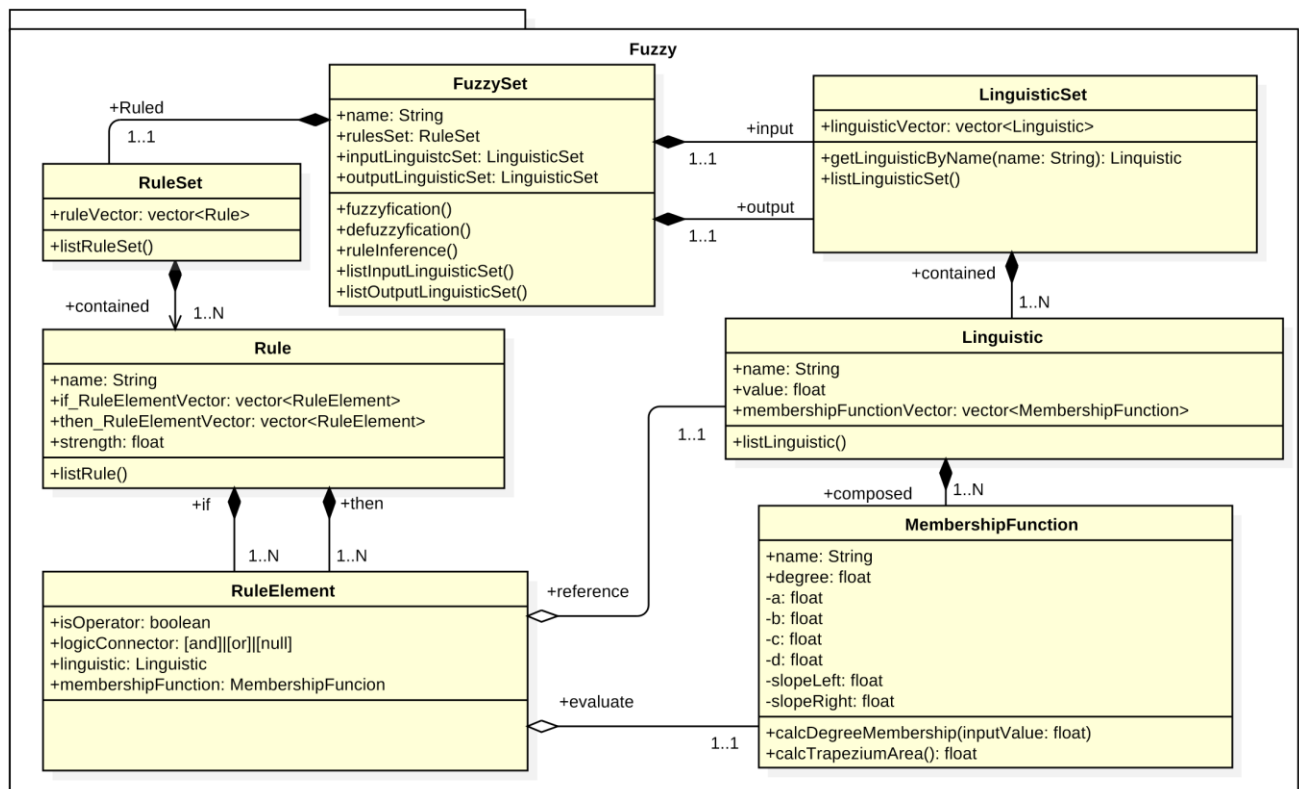 Fuzzy
FuzzySet
+name: String
+rulesSet: RuleSet
+inputLinguistcSet: LinguisticSet
+outputLinguisticSet: LinguisticSet
+fuzzyfication()
+defuzzyfication()
+ruleInference()
+listInputLinguisticSet()
+listOutputLinguisticSet()
+Ruled
1..1
+input
1..1
+output
1..1
LinguisticSet
+linguisticVector: vector<Linguistic>
+getLinguisticByName(name: String): Linquistic
+listLinguisticSet()
RuleSet
+ruleVector: vector<Rule>
+listRuleSet()
+contained
1..N
+contained
1..N
Rule
+name: String
+if_RuleElementVector: vector<RuleElement>
+then_RuleElementVector: vector<RuleElement>
+strength: float
+listRule()
Linguistic
+name: String
+value: float
+membershipFunctionVector: vector<MembershipFunction>
+listLinguistic()
1..1
+if
+then
1..N
1..N
+composed
1..N
RuleElement
+isOperator: boolean
+logicConnector: [and]|[or]|[null]
+linguistic: Linguistic
+membershipFunction: MembershipFuncion
+reference
+evaluate
1..1
MembershipFunction
+name: String
+degree: float
-a: float
-b: float
-c: float
-d: float
-slopeLeft: float
-slopeRight: float
+calcDegreeMembership(inputValue: float)
+calcTrapeziumArea(): float